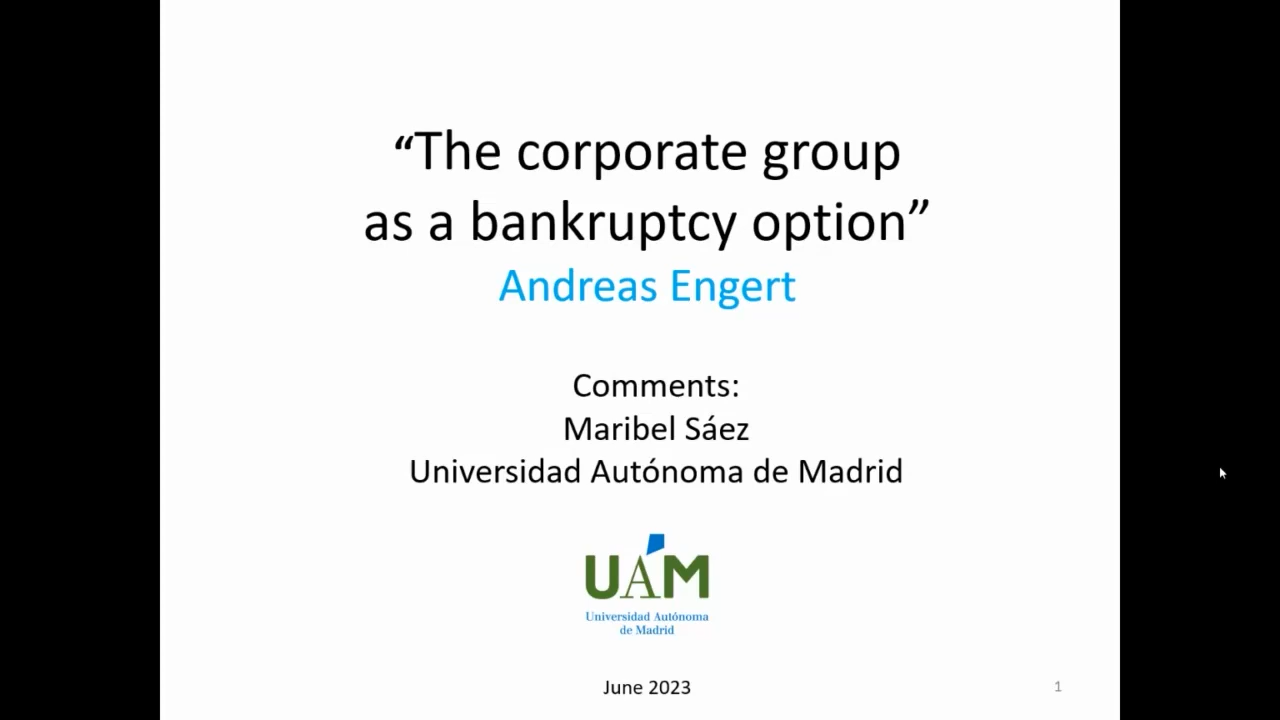 “The corporate group
as a bankruptcy option”
Andreas Engert
Comments:
Maribel Sáez
Universidad Autónoma de Madrid
UAM
Universidad Autónoma
de Madrid
June 2023
1